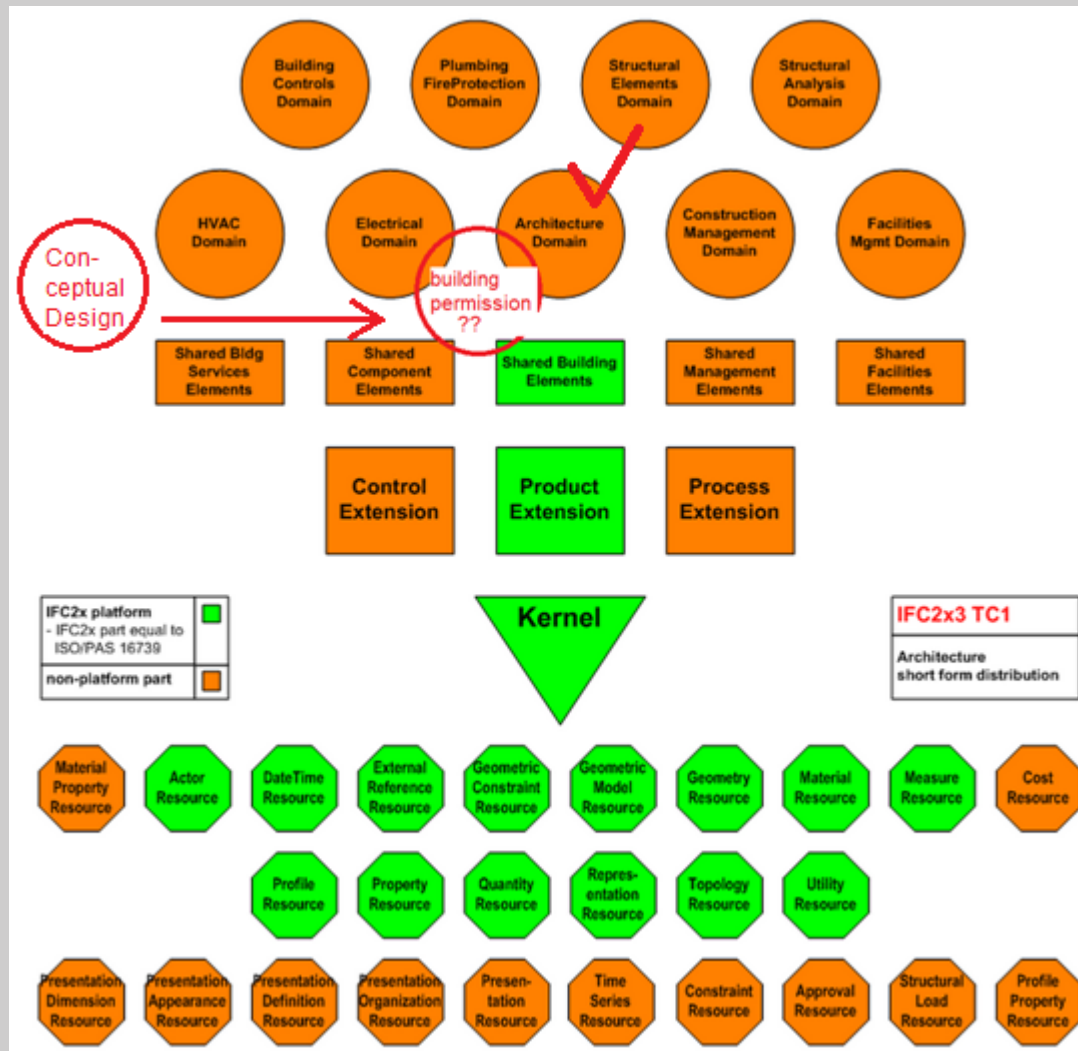 Building
Controls
Domain
Plumbing
FireProtection
Domain
Structural
Elements
Domain
Structural
Analysis
Domain
HVAC
Domain
Electrical
Domain
Architecture
Domain
Construction
Management
Domain
Facilities
Mgmt Domain
Con-
ceptual
Design
building
permission
??
Shared Bldg
Services
Elements
Shared
Component
Elements
Shared Building
Elements
Shared
Management
Elements
Shared
Facilities
Elements
Control
Extension
Product
Extension
Process
Extension
IFC2x platform
- IFC2x part equal to
ISO/PAS 16739
non-platform part
Kernel
IFC2x3 TC1
Architecture
short form distribution
Material
Property
Resource
Actor
Resource
DateTime
Resource
External
Reference
Resource
Geometric
Constraint
Resource
Geometric
Model
Resource
Geometry
Resource
Material
Resource
Measure
Resource
Cost
Resource
Profile
Resource
Property
Resource
Quantity
Resource
Repres-
entation
Resource
Topology
Resource
Utility
Resource
Presentation
Dimension
Resource
Presentation
Appearance
Resource
Presentation
Definition
Resource
Presentation
Organization
Resource
Presen-
tation
Resource
Time
Series
Resource
Constraint
Resource
Approval
Resource
Structural
Load
Resource
Profile
Property
Resource